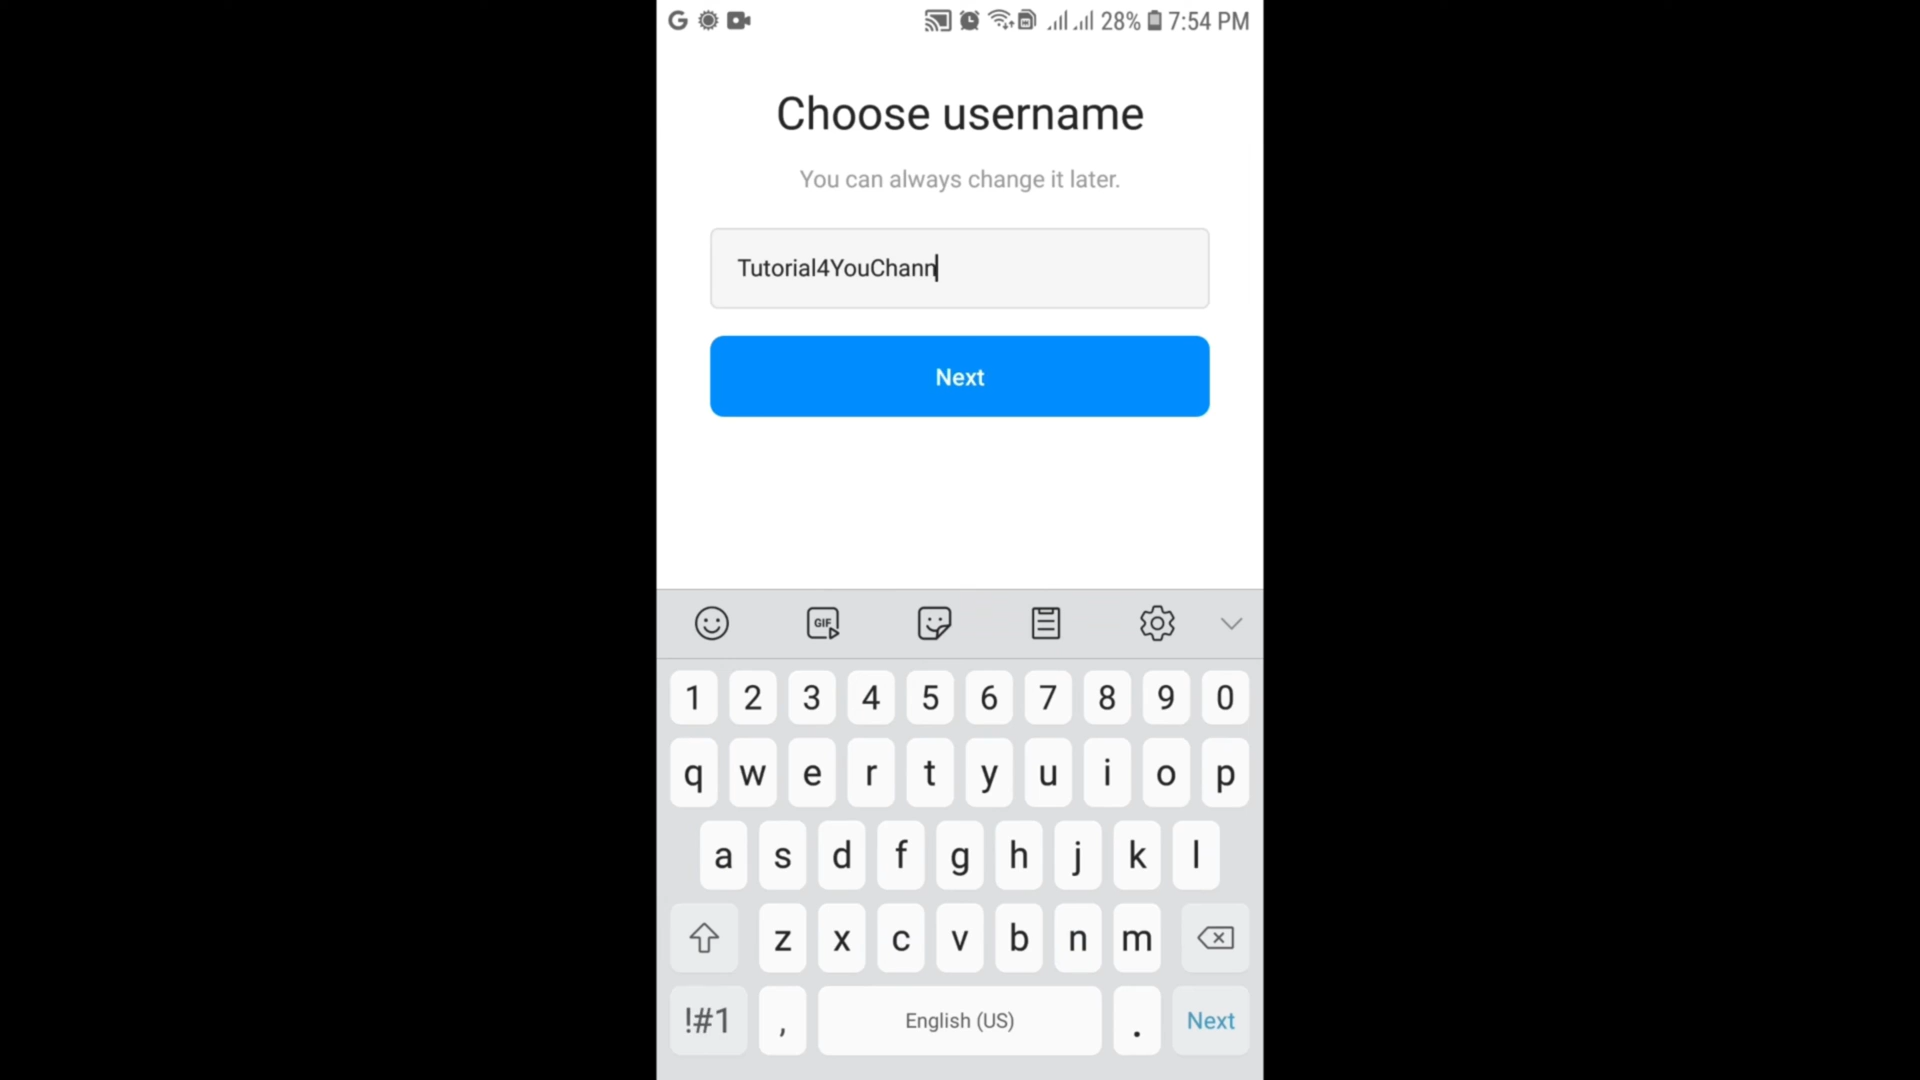 G 28% 7:54 PM
Choose username
You can always change it later.
Tutorial4YouChann
Next
GIF
1 2 3 4 5 6 7 8 9 0
q w e r t y u i o p
a s d f g h j k l
z x c v b n m
!#1 , English (US) . Next